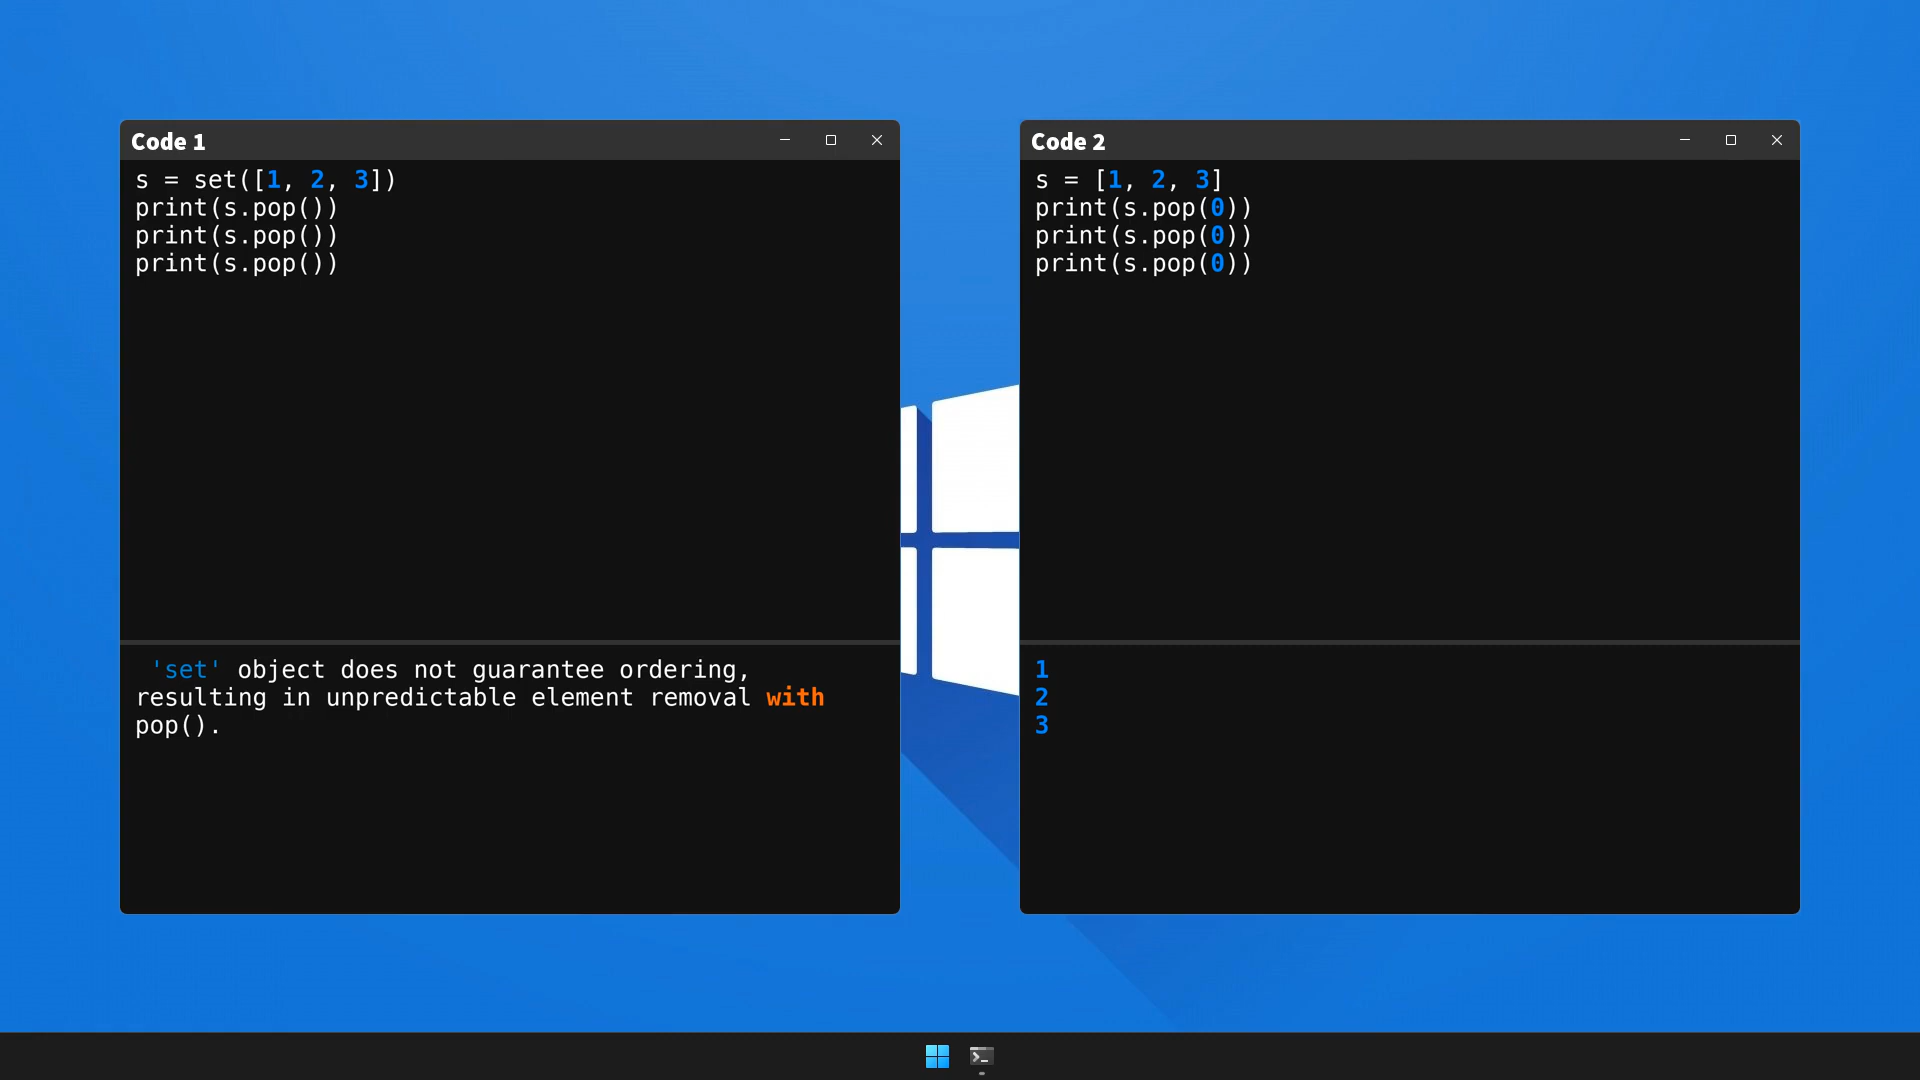 Code 1
s = set([1, 2, 3])
print(s.pop())
print(s.pop())
print(s.pop())
'set' object does not guarantee ordering,
resulting in unpredictable element removal with
pop().
Code 2
s = [1, 2, 3]
print(s.pop(0))
print(s.pop(0))
print(s.pop(0))
1
2
3